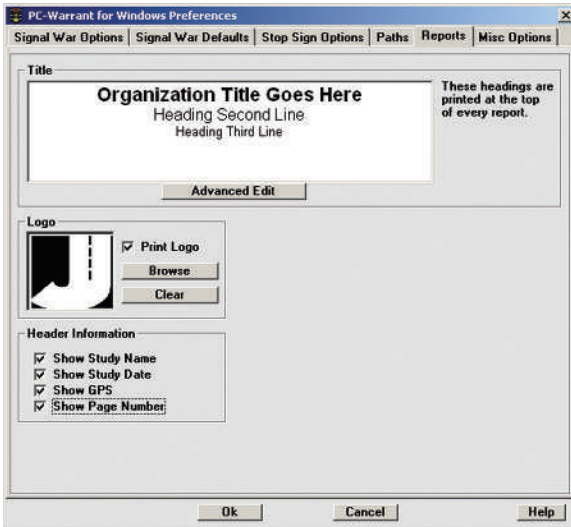 PC-Warrant for Windows Preferences
Signal War Options Signal War Defaults Stop Sign Options Paths Reports Misc Options
Title
Organization Title Goes Here
Heading Second Line
Heading Third Line
These headings are
printed at the top
of every report.
Advanced Edit
Logo
Print Logo
Browse
Clear
Header Information
Show Study Name
Show Study Date
Show GPS
Show Page Number
Ok Cancel Help